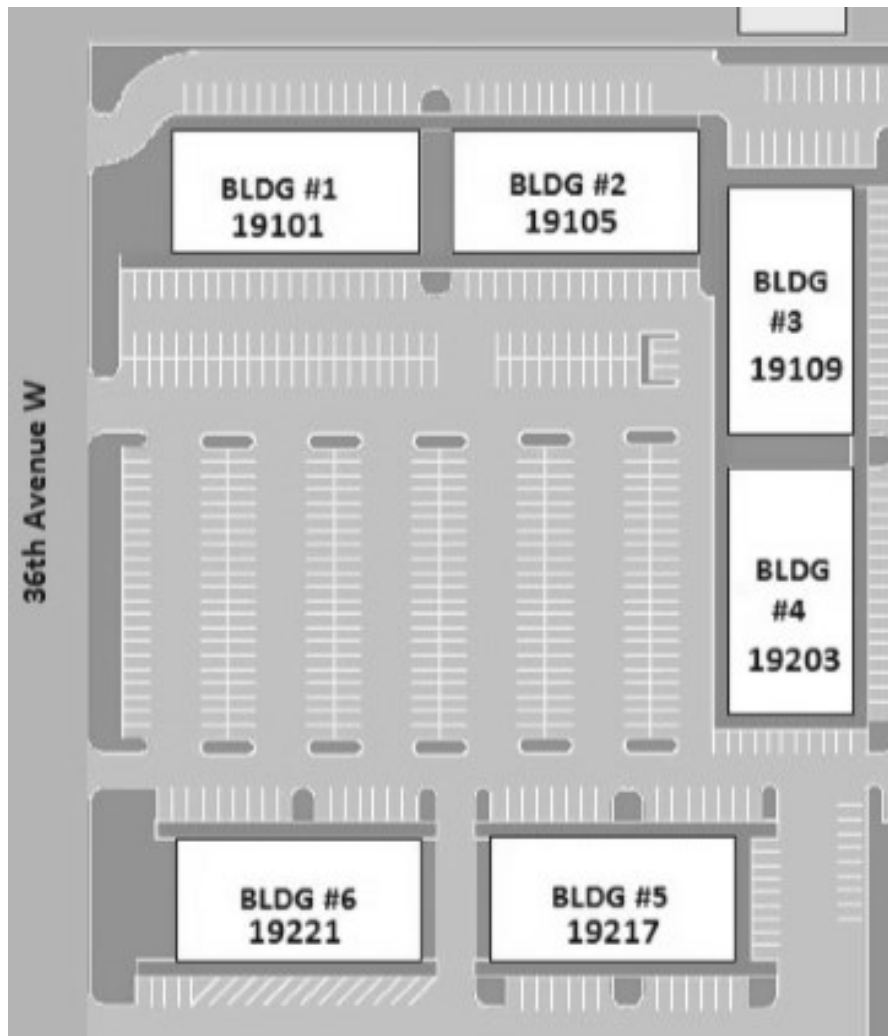 BLDG #1
19101
BLDG #2
19105
BLDG
#3
19109
36th Avenue W
BLDG
#4
19203
BLDG #6
19221
BLDG #5
19217